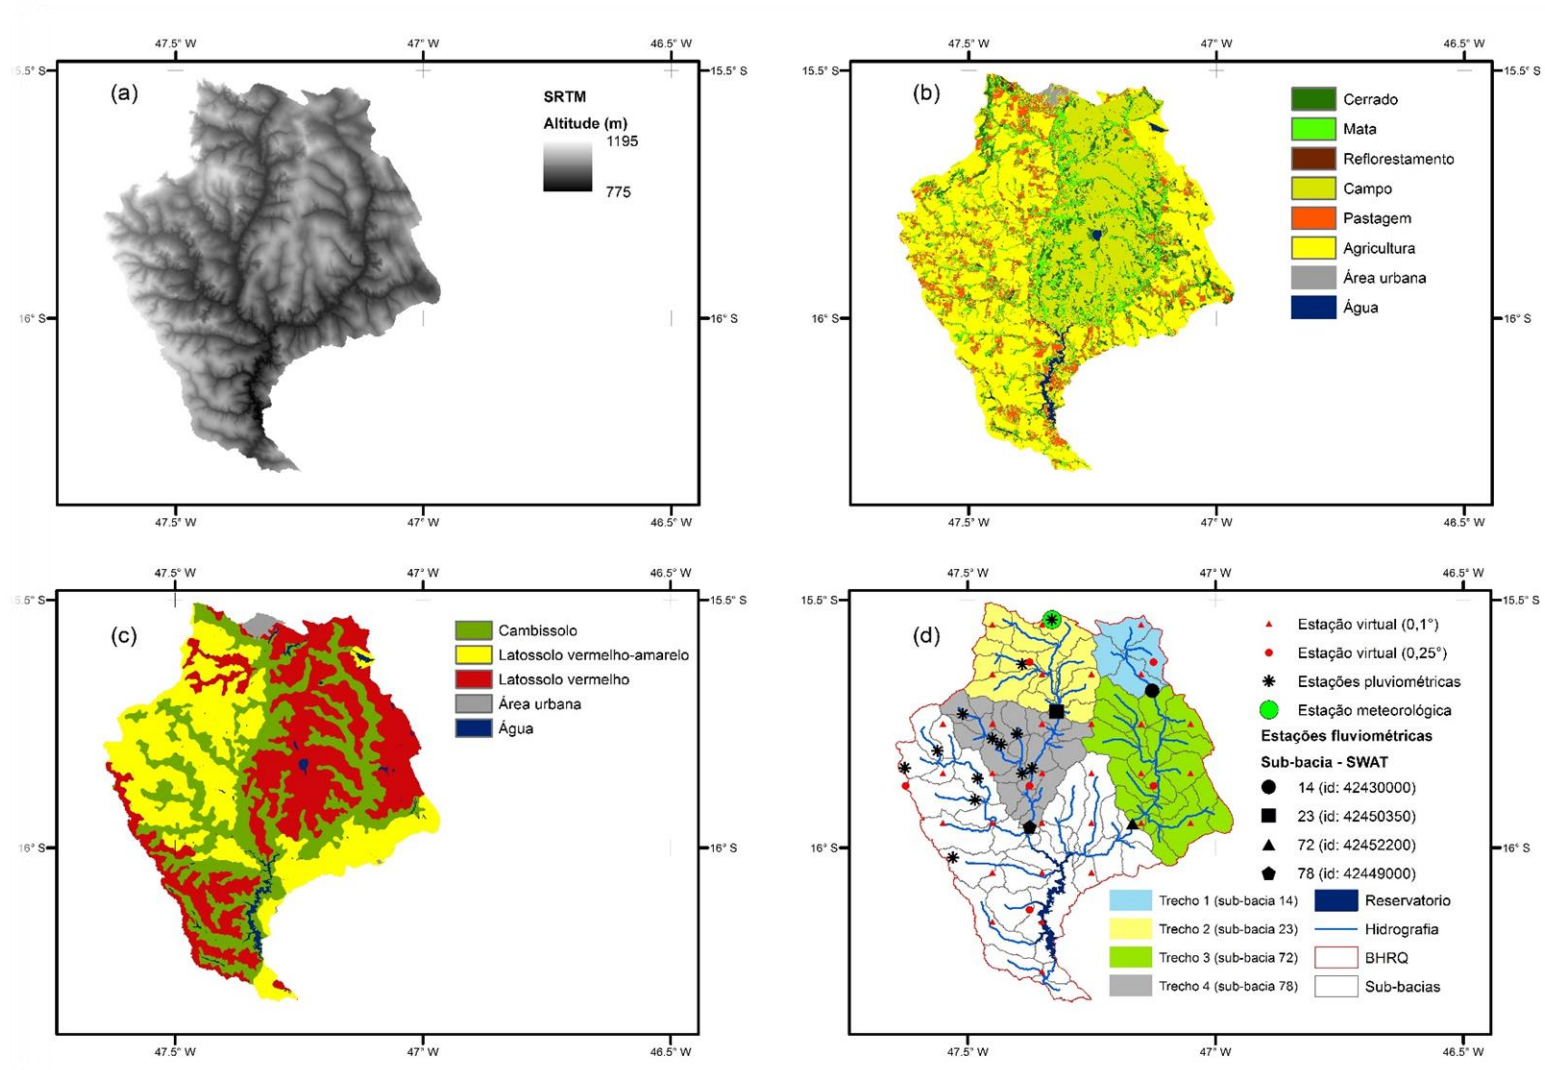 47.5° W 47° W 46.5° W
5.5° S
15.5° S
(a)
SRTM
Altitude (m)
1195
775
16° S
16° S
47.5° W 47° W 46.5° W
47.5° W 47° W 46.5° W
(b)
Cerrado
Mata
Reflorestamento
Campo
Pastagem
Agricultura
Área urbana
Água
15.5° S
16° S
47.5° W 47° W 46.5° W
47.5° W 47° W 46.5° W
5.5° S
15.5° S
(c)
Cambissolo
Latossolo vermelho-amarelo
Latossolo vermelho
Área urbana
Água
16° S
16° S
47.5° W 47° W 46.5° W
47.5° W 47° W 46.5° W
(d)
Estação virtual (0,1°)
Estação virtual (0,25°)
Estações pluviométricas
Estação meteorológica
Estações fluviométricas
Sub-bacia - SWAT
14 (id: 42430000)
23 (id: 42450350)
72 (id: 42452200)
78 (id: 42449000)
Trecho 1 (sub-bacia 14)
Trecho 2 (sub-bacia 23)
Trecho 3 (sub-bacia 72)
Trecho 4 (sub-bacia 78)
Reservatorio
Hidrografia
BHRQ
Sub-bacias
15.5° S
16° S
47.5° W 47° W 46.5° W